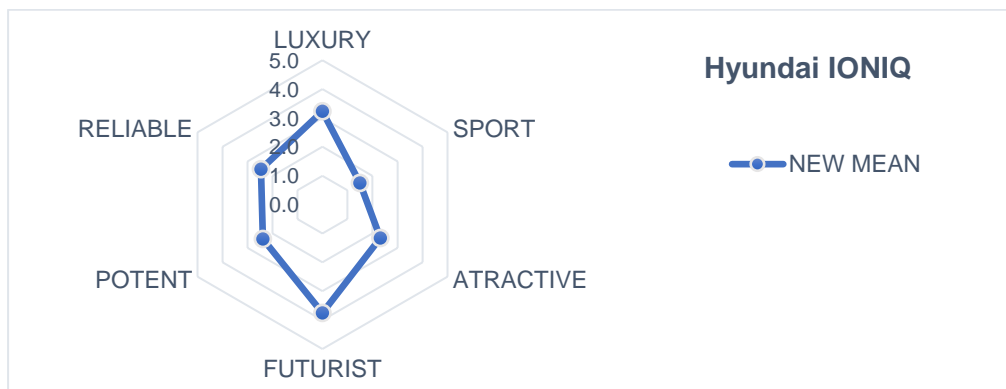 LUXURY
5.0
4.0
3.0
2.0
1.0
0.0
SPORT
ATRACTIVE
FUTURIST
POTENT
RELIABLE
Hyundai IONIQ
NEW MEAN